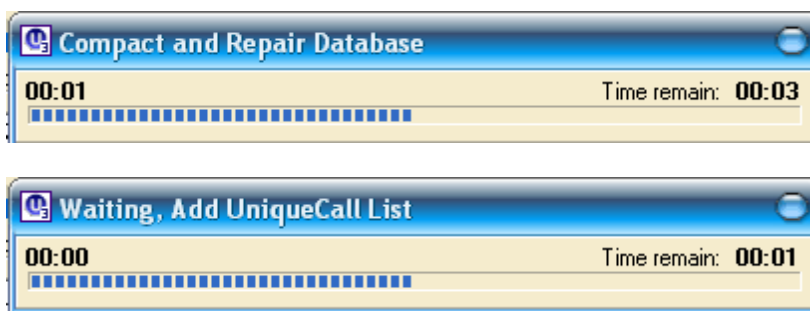 Compact and Repair Database
00:01 Time remain: 00:03
Waiting, Add UniqueCall List
00:00 Time remain: 00:01